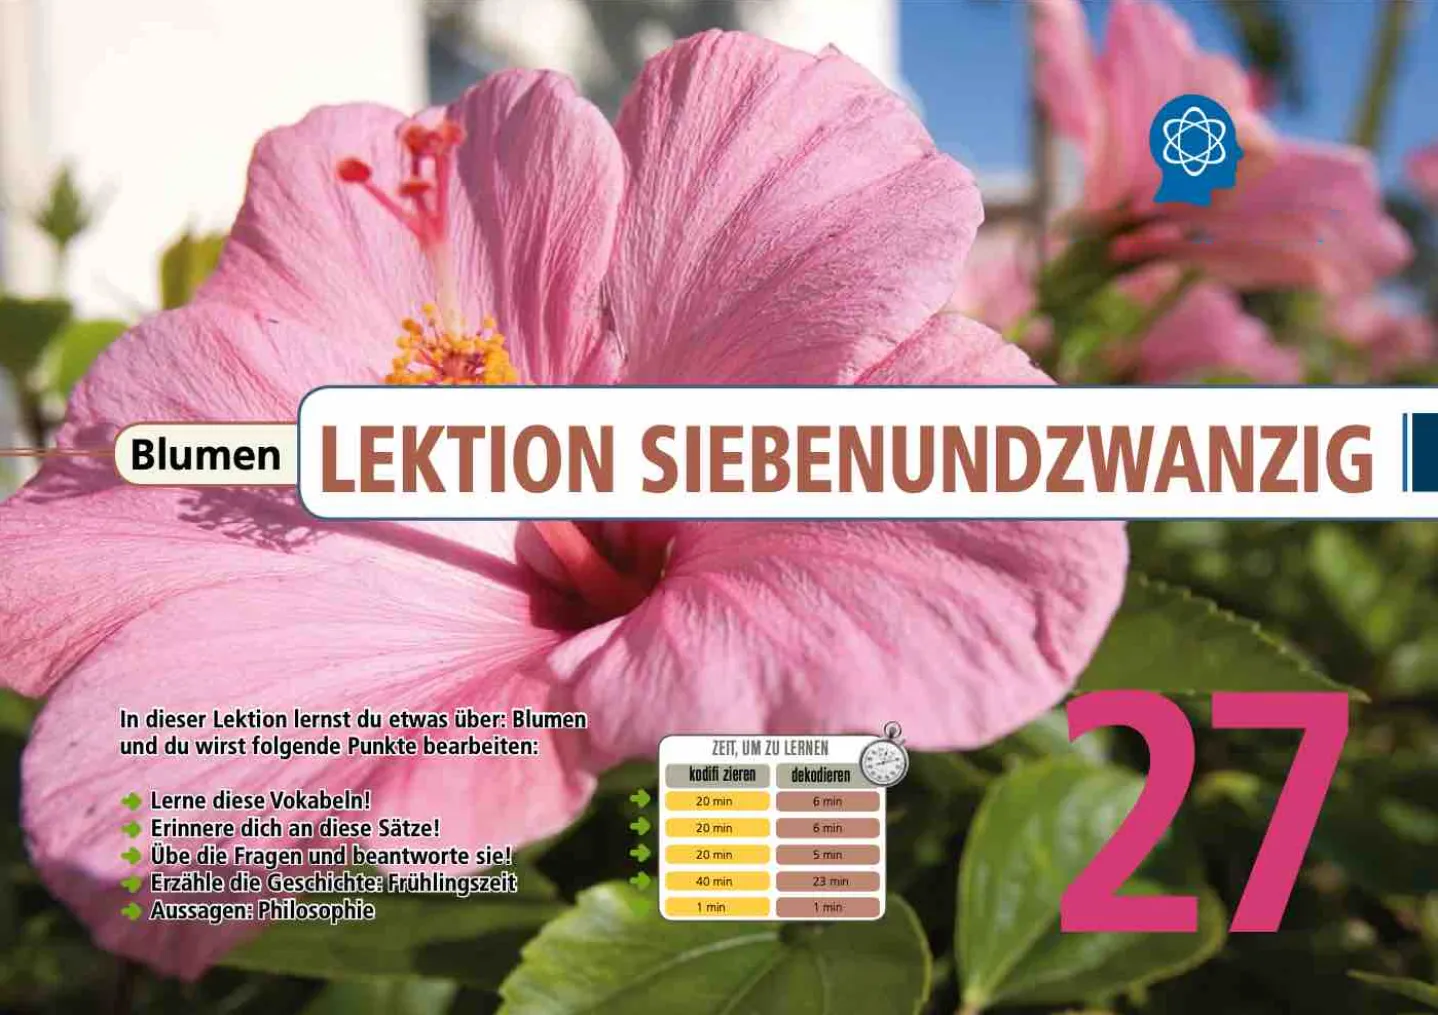 Blumen
LEKTION SIEBENUNDZWANZIG
In dieser Lektion lernst du etwas über: Blumen
und du wirst folgende Punkte bearbeiten:
Lerne diese Vokabeln!
Erinnere dich an diese Sätze!
Übe die Fragen und beantworte sie!
Erzähle die Geschichte: Frühlingszeit
Aussagen: Philosophie
ZEIT, UM ZU LERNEN
kodifi zieren dekodieren
20 min 6 min
20 min 6 min
20 min 5 min
40 min 23 min
1 min 1 min
27